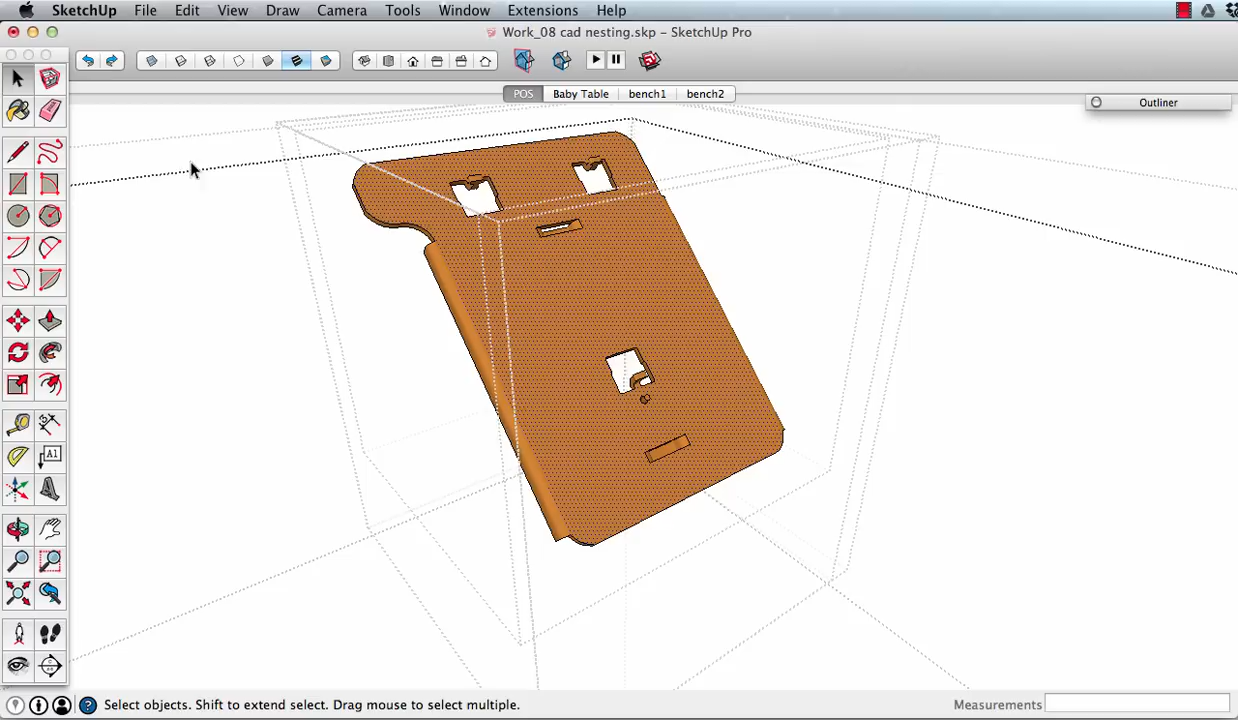 SketchUp File Edit View Draw Camera Tools Window Extensions Help
Work_08 cad nesting.skp – SketchUp Pro
POS Baby Table bench1 bench2
Outliner
A1
Select objects. Shift to extend select. Drag mouse to select multiple.
Measurements